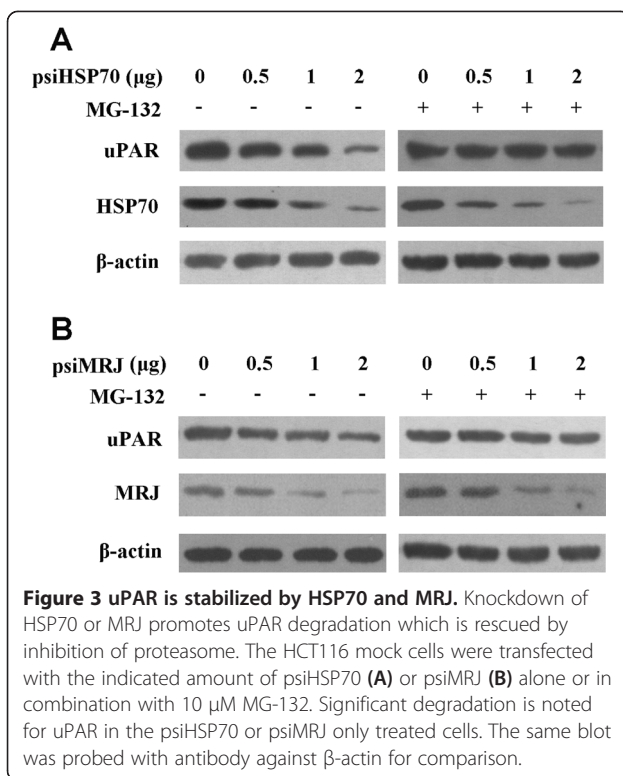 A
psiHSP70 (μg) 0 0.5 1 2 0 0.5 1 2
MG-132 - - - - + + + +
uPAR
HSP70
β-actin
B
psiMRJ (μg) 0 0.5 1 2 0 0.5 1 2
MG-132 - - - - + + + +
uPAR
MRJ
β-actin
Figure 3 uPAR is stabilized by HSP70 and MRJ. Knockdown of
HSP70 or MRJ promotes uPAR degradation which is rescued by
inhibition of proteasome. The HCT116 mock cells were transfected
with the indicated amount of psiHSP70 (A) or psiMRJ (B) alone or in
combination with 10 μM MG-132. Significant degradation is noted
for uPAR in the psiHSP70 or psiMRJ only treated cells. The same blot
was probed with antibody against β-actin for comparison.